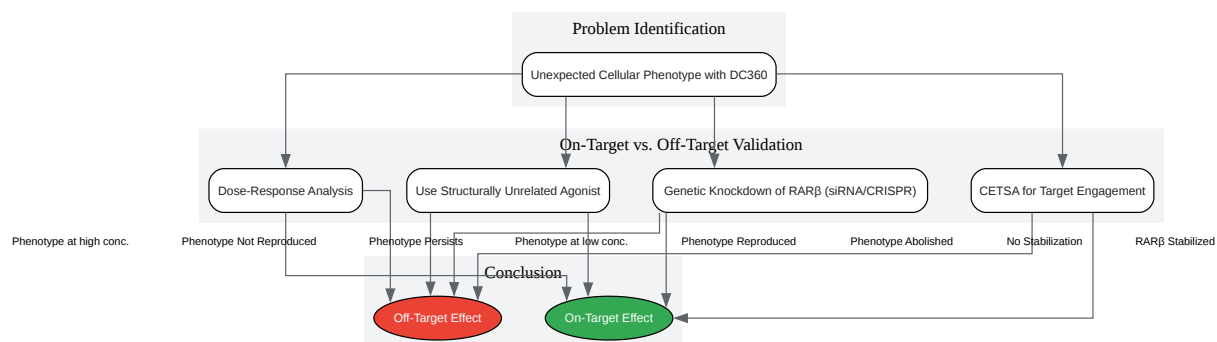 Problem Identification
Unexpected Cellular Phenotype with DC360
On-Target vs. Off-Target Validation
Dose-Response Analysis
Use Structurally Unrelated Agonist
Genetic Knockdown of RARβ (siRNA/CRISPR)
CETSA for Target Engagement
Phenotype at high conc.
Phenotype Not Reproduced
Phenotype Persists
Phenotype at low conc.
Phenotype Reproduced
Phenotype Abolished
No Stabilization
RARβ Stabilized
Conclusion
Off-Target Effect
On-Target Effect